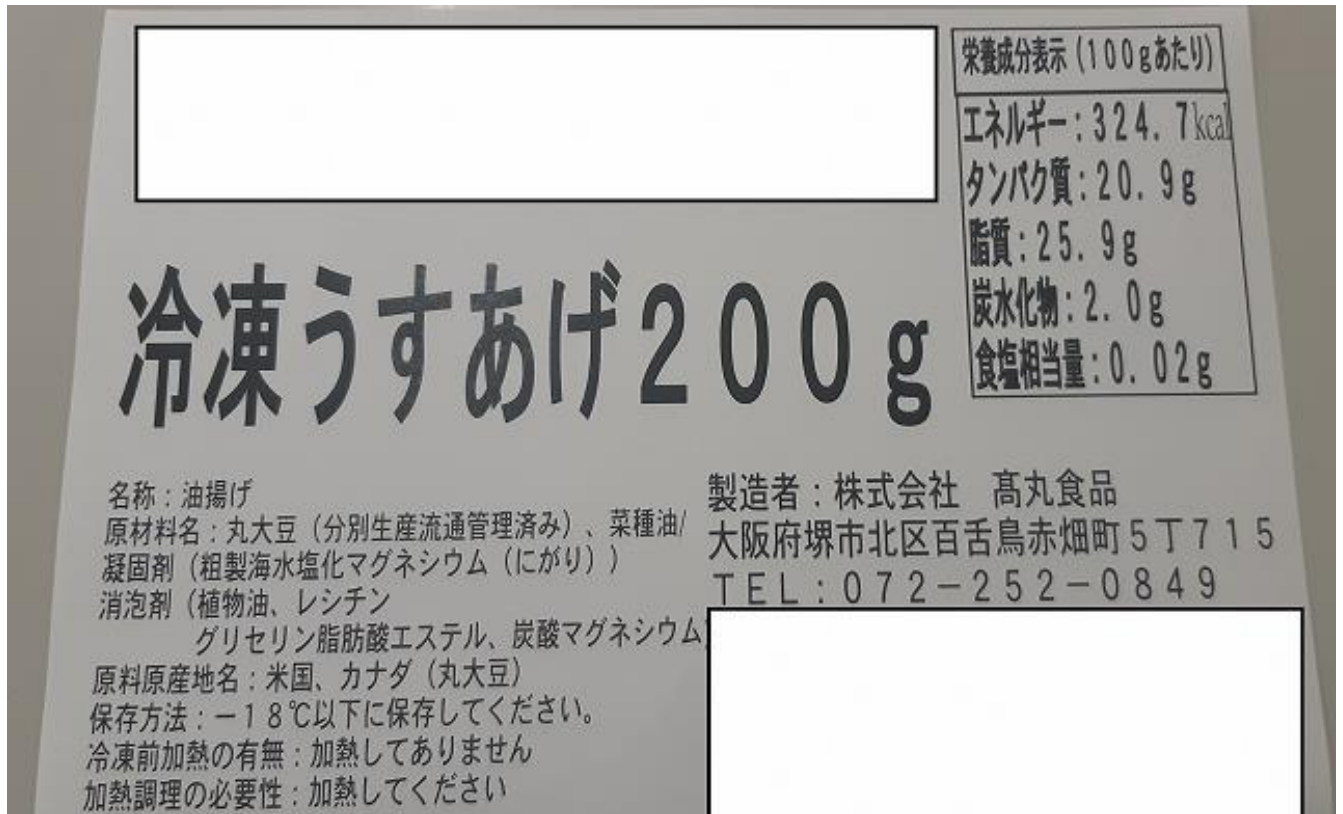 栄養成分表示(100gあたり)
エネルギー:324.7kcal
タンパク質:20.9g
脂質:25.9g
炭水化物:2.0g
食塩相当量:0.02g
冷凍うすあげ200g
名称:油揚げ
原材料名:丸大豆(分別生産流通管理済み)、菜種油/
凝固剤(粗製海水塩化マグネシウム(にがり))
消泡剤(植物油、レシチン
グリセリン脂肪酸エステル、炭酸マグネシウム)
原料原産地名:米国、カナダ(丸大豆)
保存方法:-18℃以下に保存してください。
冷凍前加熱の有無:加熱してありません
加熱調理の必要性:加熱してください
製造者:株式会社 髙丸食品
大阪府堺市北区百舌鳥赤畑町5丁715
TEL:072-252-0849